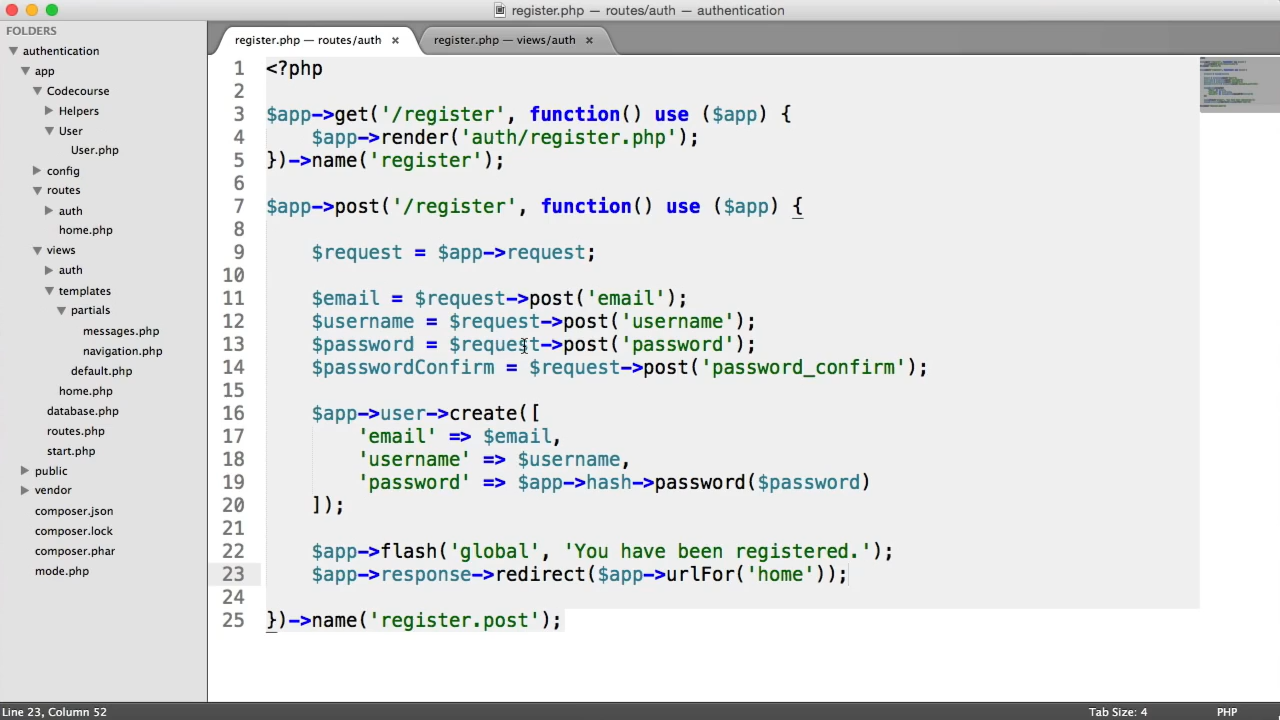 register.php — routes/auth — authentication
FOLDERS
authentication
app
Codecourse
Helpers
User
User.php
config
routes
auth
home.php
views
auth
templates
partials
messages.php
navigation.php
default.php
home.php
database.php
routes.php
start.php
public
vendor
composer.json
composer.lock
composer.phar
mode.php
register.php — routes/auth × register.php — views/auth ×
1 <?php
2
3 $app->get('/register', function() use ($app) {
4     $app->render('auth/register.php');
5 })->name('register');
6
7 $app->post('/register', function() use ($app) {
8
9     $request = $app->request;
10
11     $email = $request->post('email');
12     $username = $request->post('username');
13     $password = $request->post('password');
14     $passwordConfirm = $request->post('password_confirm');
15
16     $app->user->create([
17         'email' => $email,
18         'username' => $username,
19         'password' => $app->hash->password($password)
20     ]);
21
22     $app->flash('global', 'You have been registered.');
23     $app->response->redirect($app->urlFor('home'));
24
25 })->name('register.post');
Line 23, Column 52
Tab Size: 4 PHP